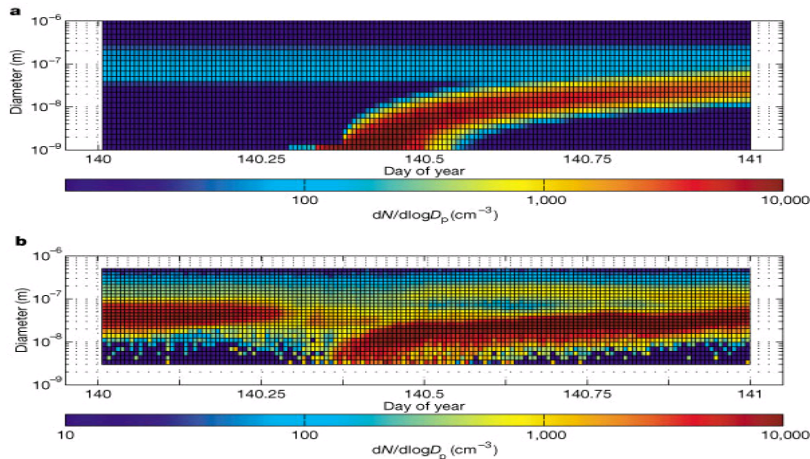 a
10⁻⁶
10⁻⁷
10⁻⁸
10⁻⁹
Diameter (m)
140 140.25 140.5 140.75 141
Day of year
100 1,000 10,000
dN/dlogDₚ(cm⁻³)
b
10⁻⁶
10⁻⁷
10⁻⁸
10⁻⁹
Diameter (m)
140 140.25 140.5 140.75 141
Day of year
10 100 1,000 10,000
dN/dlogDₚ(cm⁻³)